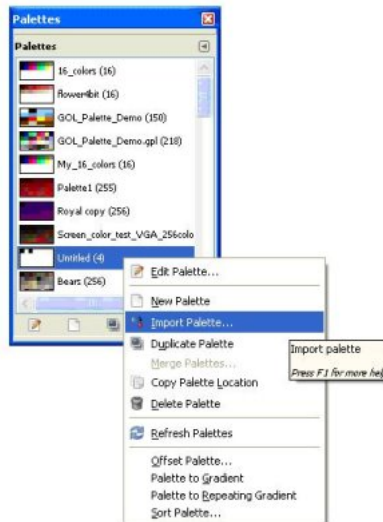 Palettes
Palettes
16_colors (16)
flower4bit (16)
GOL_Palette_Demo (150)
GOL_Palette_Demo.gpl (218)
My_16_colors (16)
Palette1 (255)
Royal copy (256)
Screen_color_test_VGA_256colo
Untitled (4)
Bears (256)
Edit Palette...
New Palette
Import Palette...
Import palette
Press F1 for more hel
Duplicate Palette
Merge Palettes...
Copy Palette Location
Delete Palette
Refresh Palettes
Offset Palette...
Palette to Gradient
Palette to Repeating Gradient
Sort Palette...